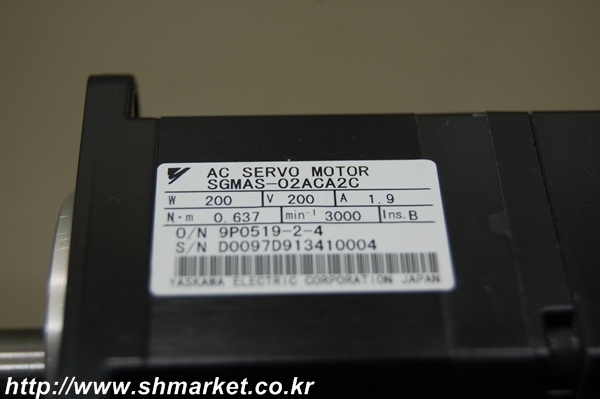 AC SERVO MOTOR
SGMAS-02ACA2C
W 200 V 200 A 1.9
N·m 0.637 min⁻¹ 3000 Ins.B
O/N 9P0519-2-4
S/N D0097D913410004
YASKAWA ELECTRIC CORPORATION JAPAN
http://www.shmarket.co.kr